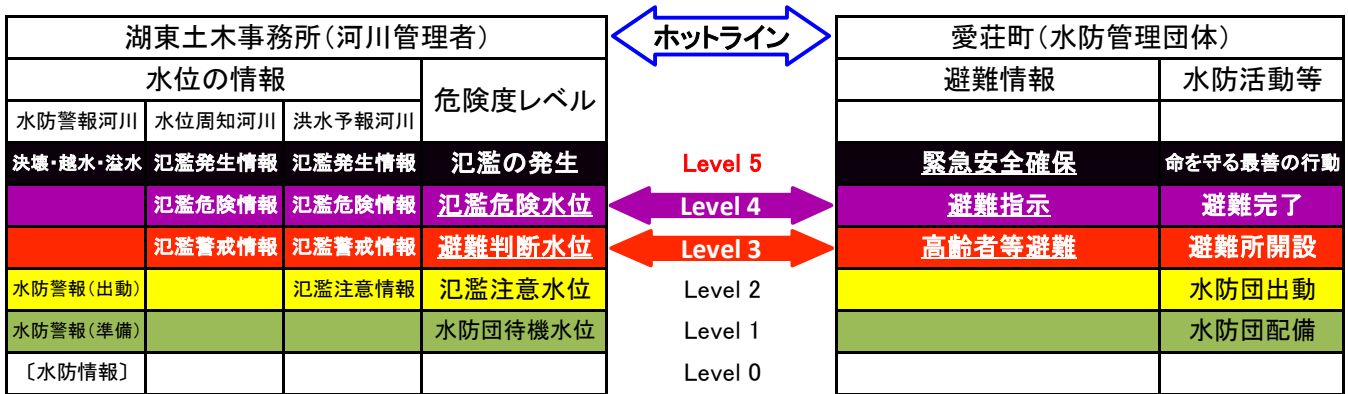 湖東土木事務所(河川管理者) ホットライン 愛荘町(水防管理団体)
水位の情報 危険度レベル 避難情報 水防活動等
水防警報河川 水位周知河川 洪水予報河川
決壊・越水・溢水 氾濫発生情報 氾濫発生情報 氾濫の発生 Level 5 緊急安全確保 命を守る最善の行動
氾濫危険情報 氾濫危険情報 氾濫危険水位 Level 4 避難指示 避難完了
氾濫警戒情報 氾濫警戒情報 避難判断水位 Level 3 高齢者等避難 避難所開設
水防警報(出動) 氾濫注意情報 氾濫注意水位 Level 2 水防団出動
水防警報(準備) 水防団待機水位 Level 1 水防団配備
〔水防情報〕 Level 0